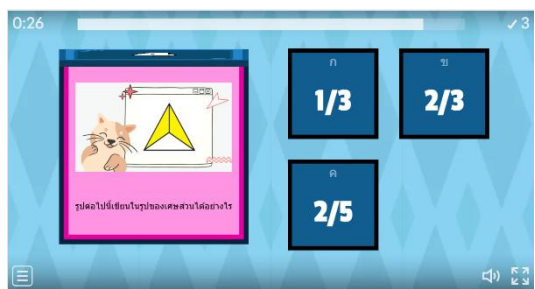 0:26
✓ 3
ก
1/3
ข
2/3
รูปต่อไปนี้เขียนในรูปของเศษส่วนได้อย่างไร
ค
2/5